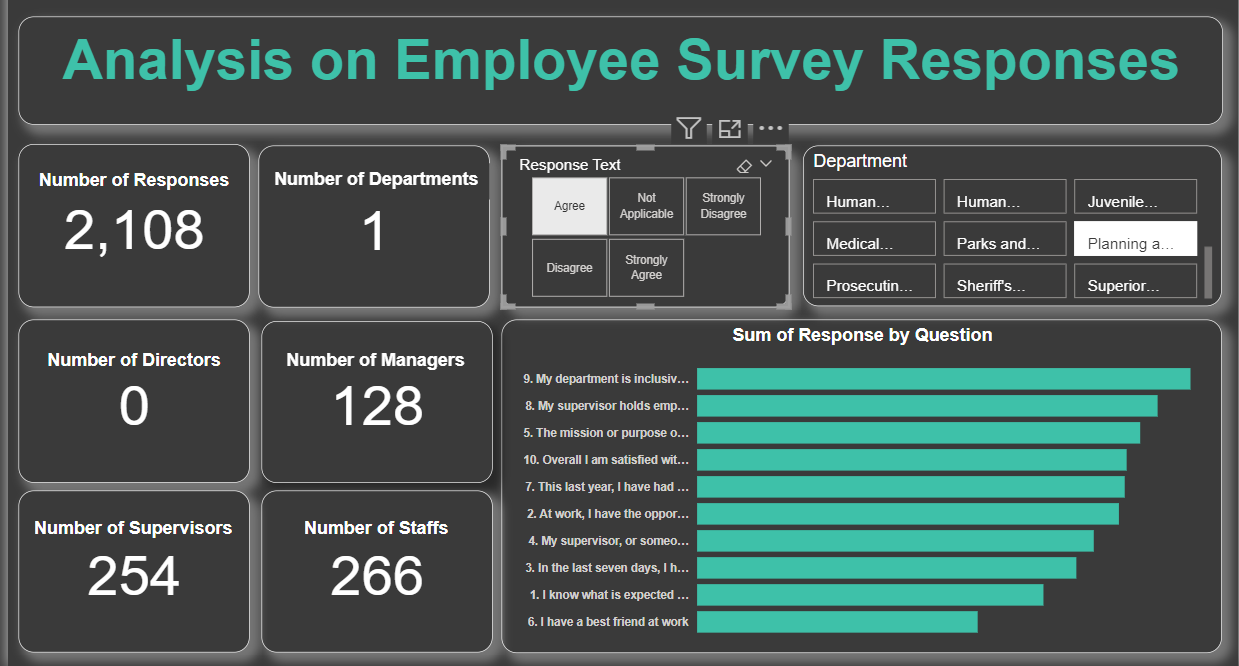 Analysis on Employee Survey Responses
Number of Responses
2,108
Number of Departments
1
Response Text
Agree
Not
Applicable
Strongly
Disagree
Disagree
Strongly
Agree
Department
Human...
Human...
Juvenile...
Medical...
Parks and...
Planning a...
Prosecutin...
Sheriff's...
Superior...
Number of Directors
0
Number of Managers
128
Number of Supervisors
254
Number of Staffs
266
Sum of Response by Question
9. My department is inclusiv...
8. My supervisor holds emp...
5. The mission or purpose o...
10. Overall I am satisfied wit...
7. This last year, I have had ...
2. At work, I have the oppor...
4. My supervisor, or someo...
3. In the last seven days, I h...
1. I know what is expected ...
6. I have a best friend at work